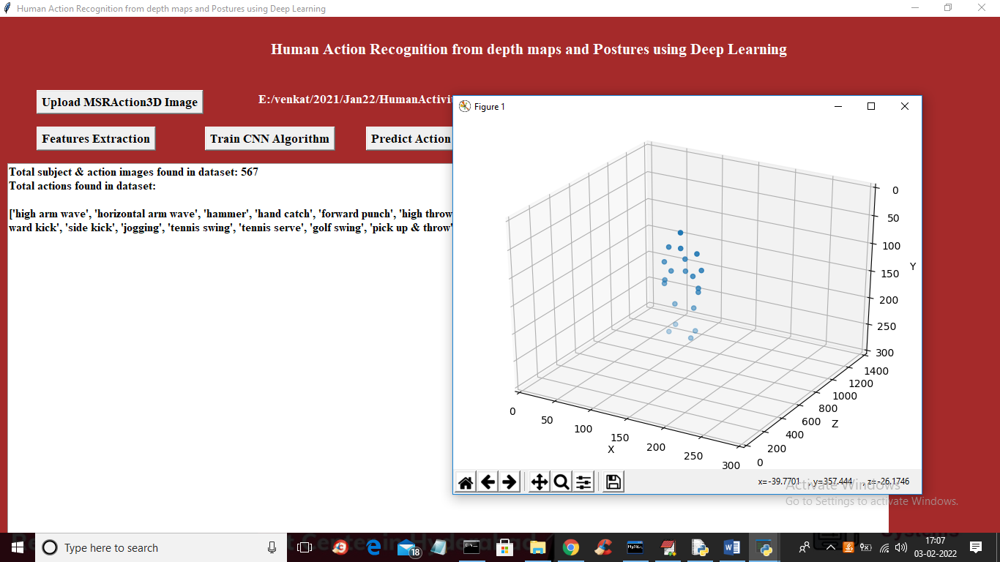 Human Action Recognition from depth maps and Postures using Deep Learning
Human Action Recognition from depth maps and Postures using Deep Learning
Upload MSRAction3D Image
E:/venkat/2021/Jan22/HumanActivi
Features Extraction
Train CNN Algorithm
Predict Action
Total subject & action images found in dataset: 567
Total actions found in dataset:
['high arm wave', 'horizontal arm wave', 'hammer', 'hand catch', 'forward punch', 'high throw
ward kick', 'side kick', 'jogging', 'tennis swing', 'tennis serve', 'golf swing', 'pick up & throw'
Figure 1
0
50
100
150
200
250
300
Y
0
50
100
150
200
250
300
X
0
200
400
600
800
1000
1200
1400
Z
x=-39.7701 , y=357.444 , z=-26.1746
Activate Windows
Go to Settings to activate Windows.
Type here to search
18
17:07
03-02-2022